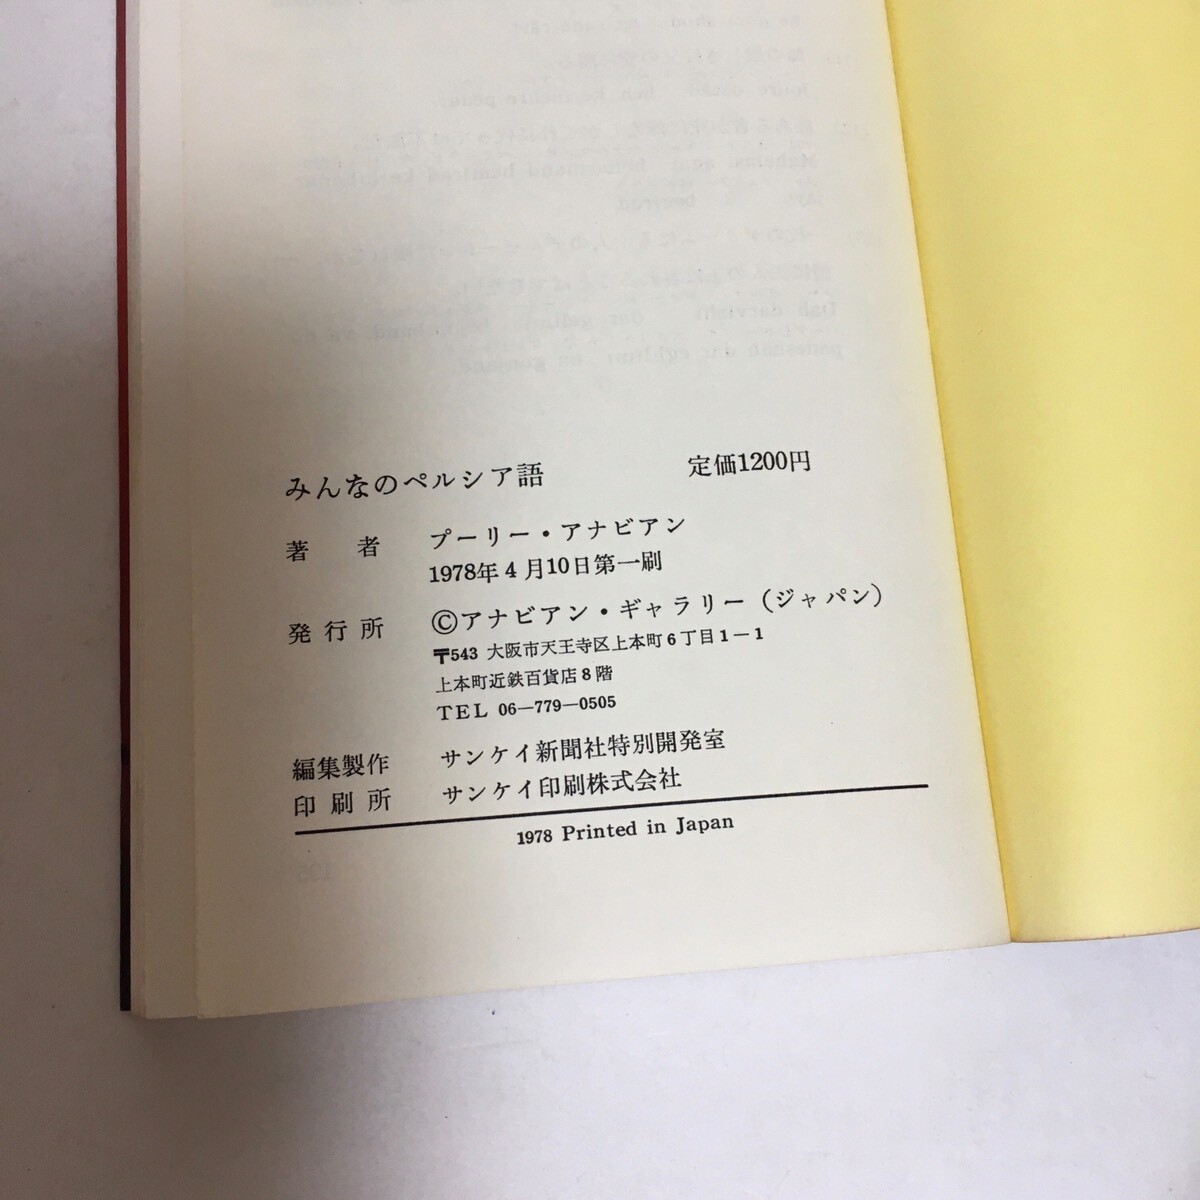 みんなのペルシア語 定価1200円
著者 プーリー・アナビアン
1978年4月10日第一刷
発行所 ©アナビアン・ギャラリー(ジャパン)
〒543 大阪市天王寺区上本町6丁目1-1
上本町近鉄百貨店8階
TEL 06-779-0505
編集製作 サンケイ新聞社特別開発室
印刷所 サンケイ印刷株式会社
1978 Printed in Japan